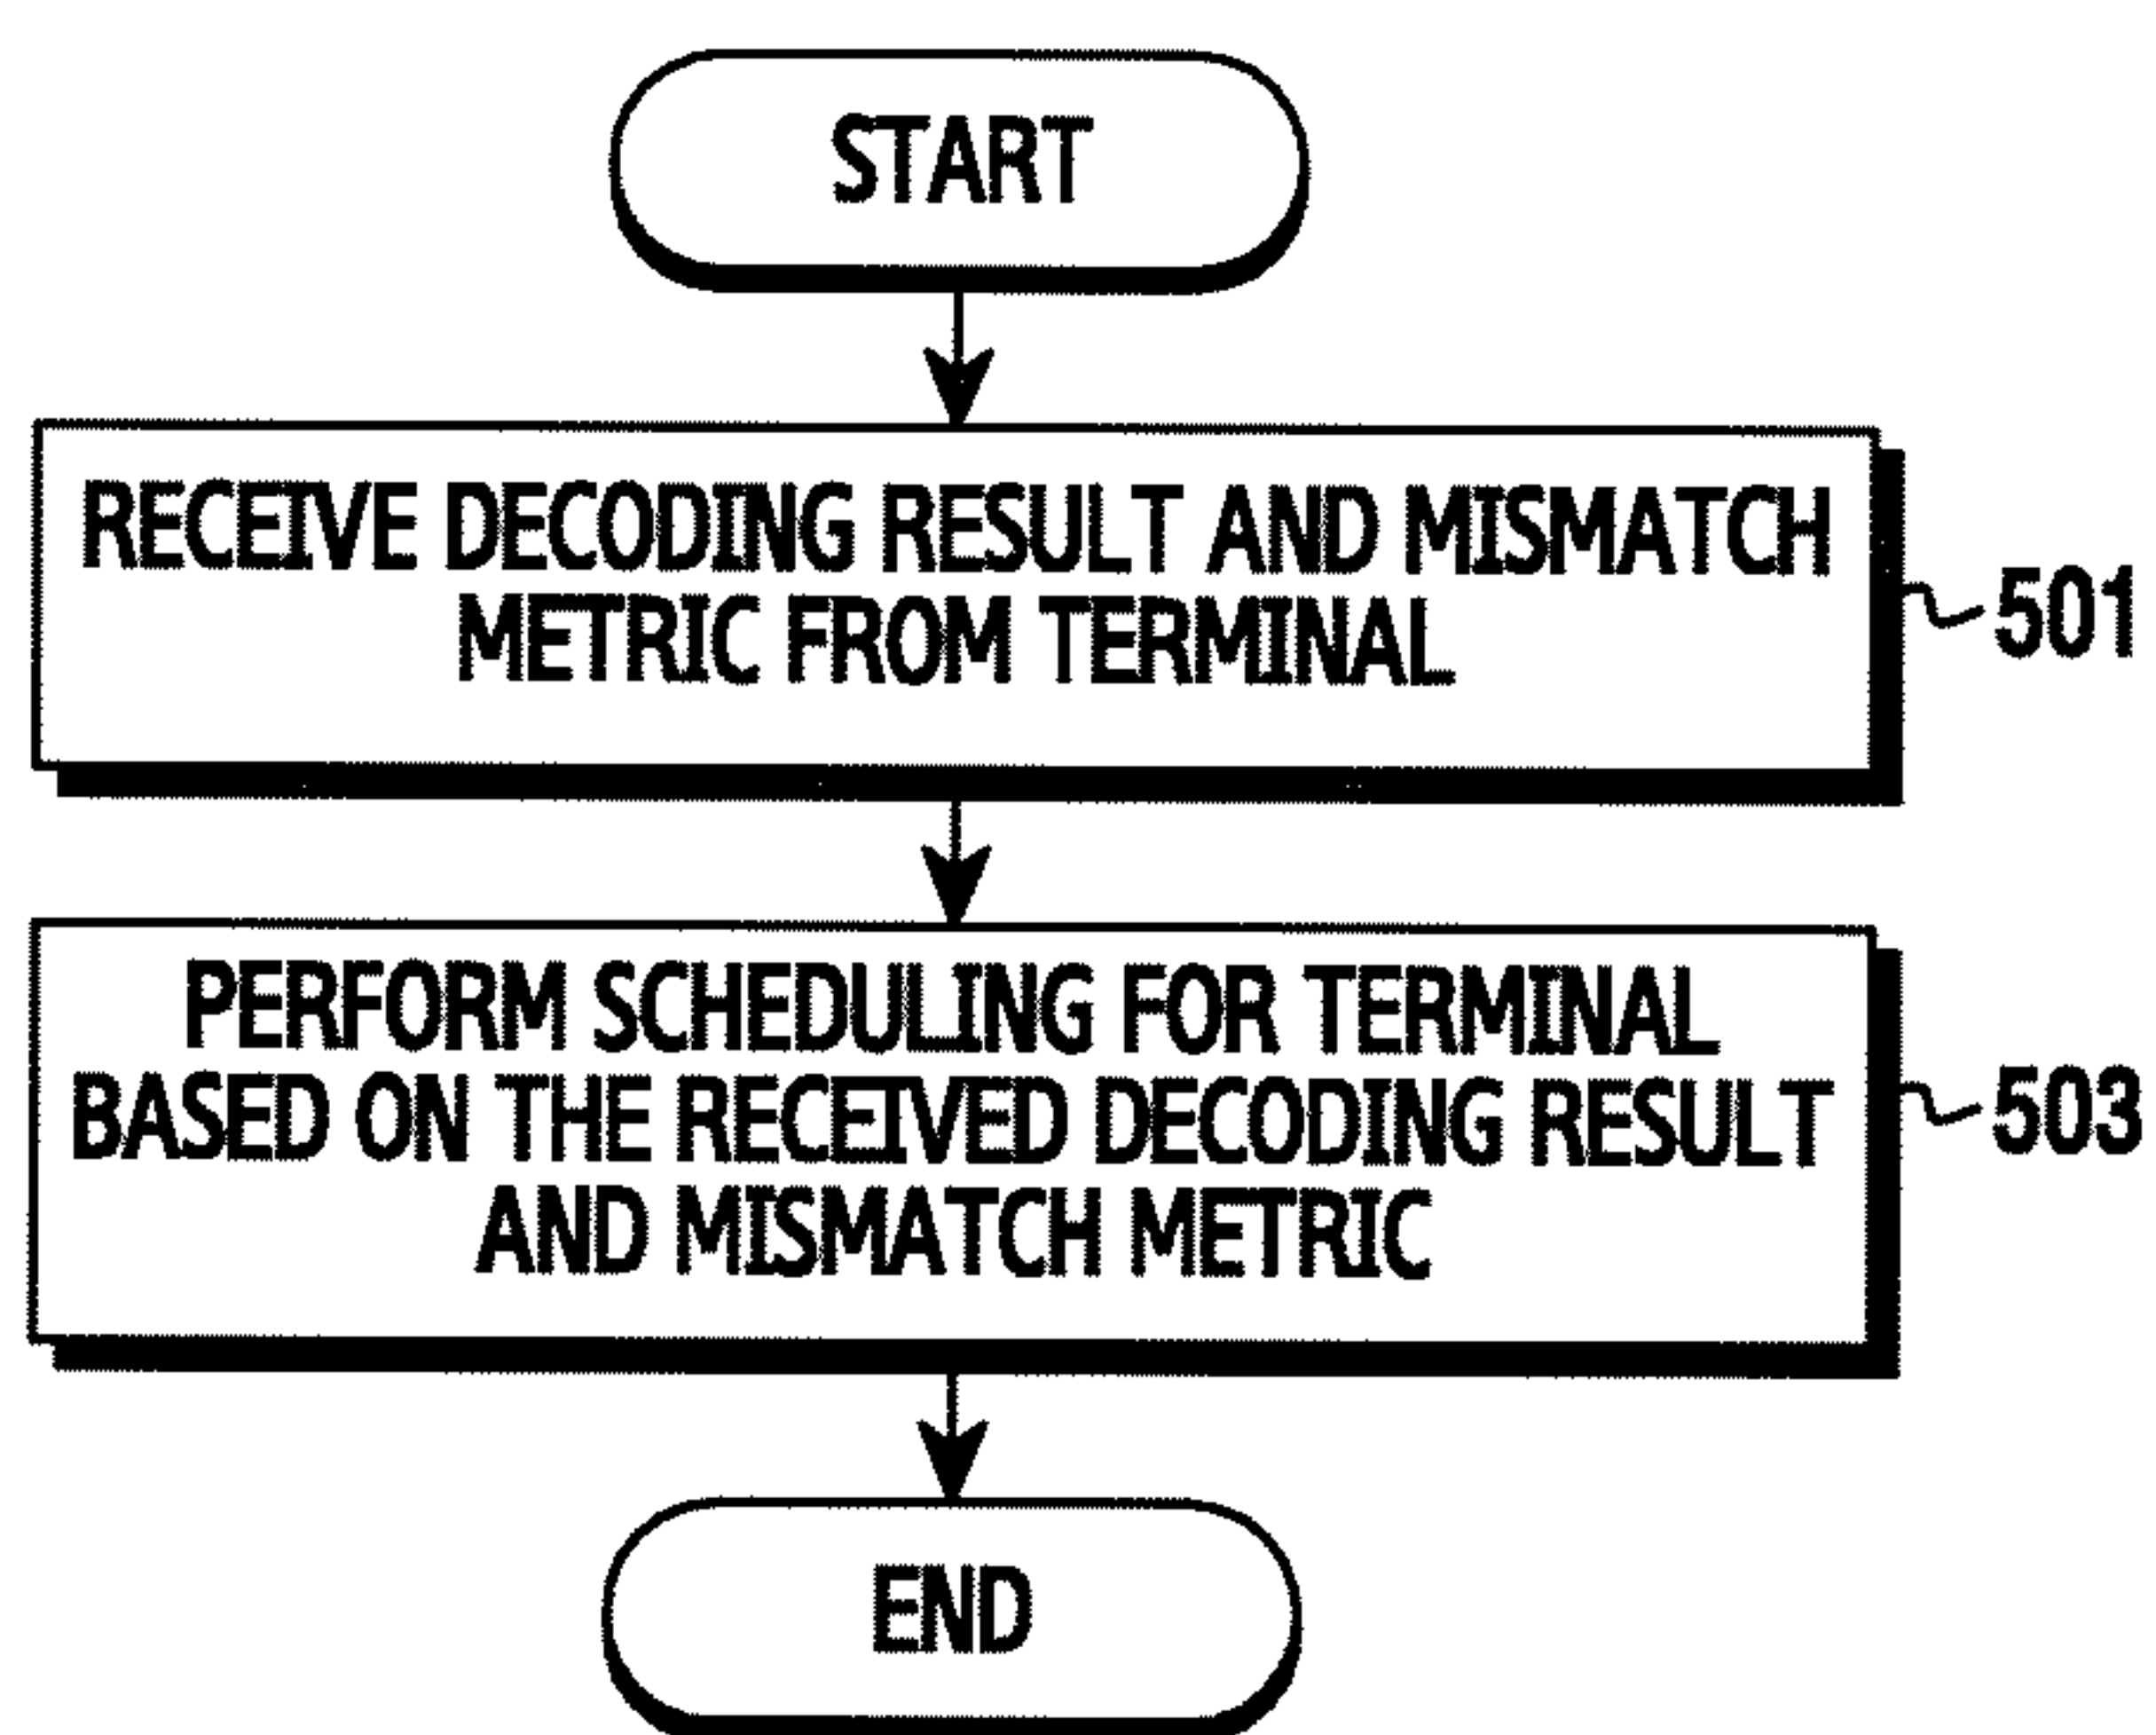 START
RECEIVE DECODING RESULT AND MISMATCH
METRIC FROM TERMINAL
501
PERFORM SCHEDULING FOR TERMINAL
BASED ON THE RECEIVED DECODING RESULT
AND MISMATCH METRIC
503
END